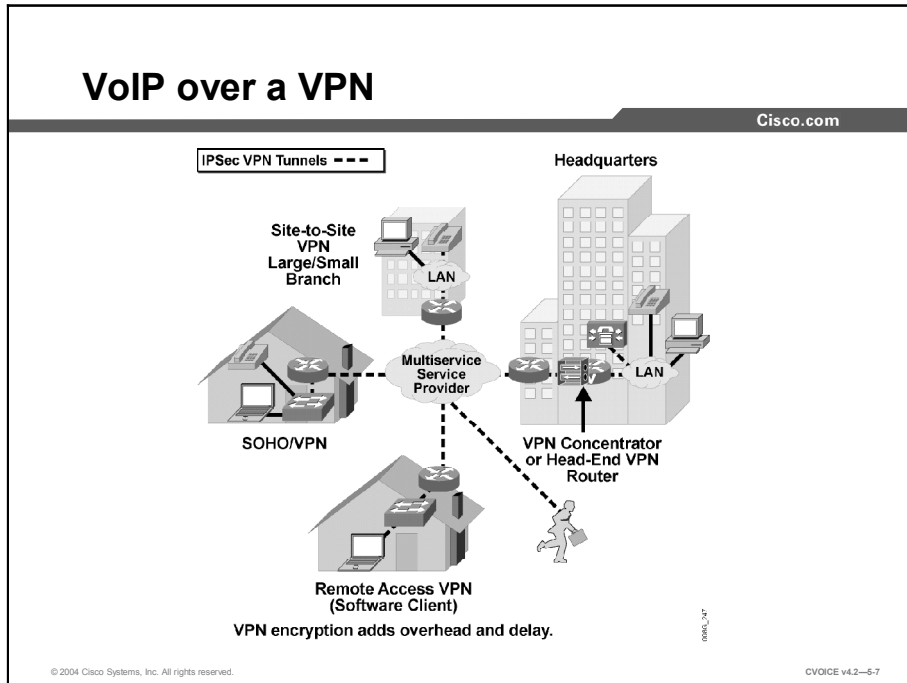 VoIP over a VPN
Cisco.com
IPSec VPN Tunnels
Headquarters
Site-to-Site
VPN
Large/Small
Branch
LAN
Multiservice
Service
Provider
LAN
SOHO/VPN
VPN Concentrator
or Head-End VPN
Router
Remote Access VPN
(Software Client)
VPN encryption adds overhead and delay.
008G_247
© 2004 Cisco Systems, Inc. All rights reserved.
CVOICE v4.2—5-7